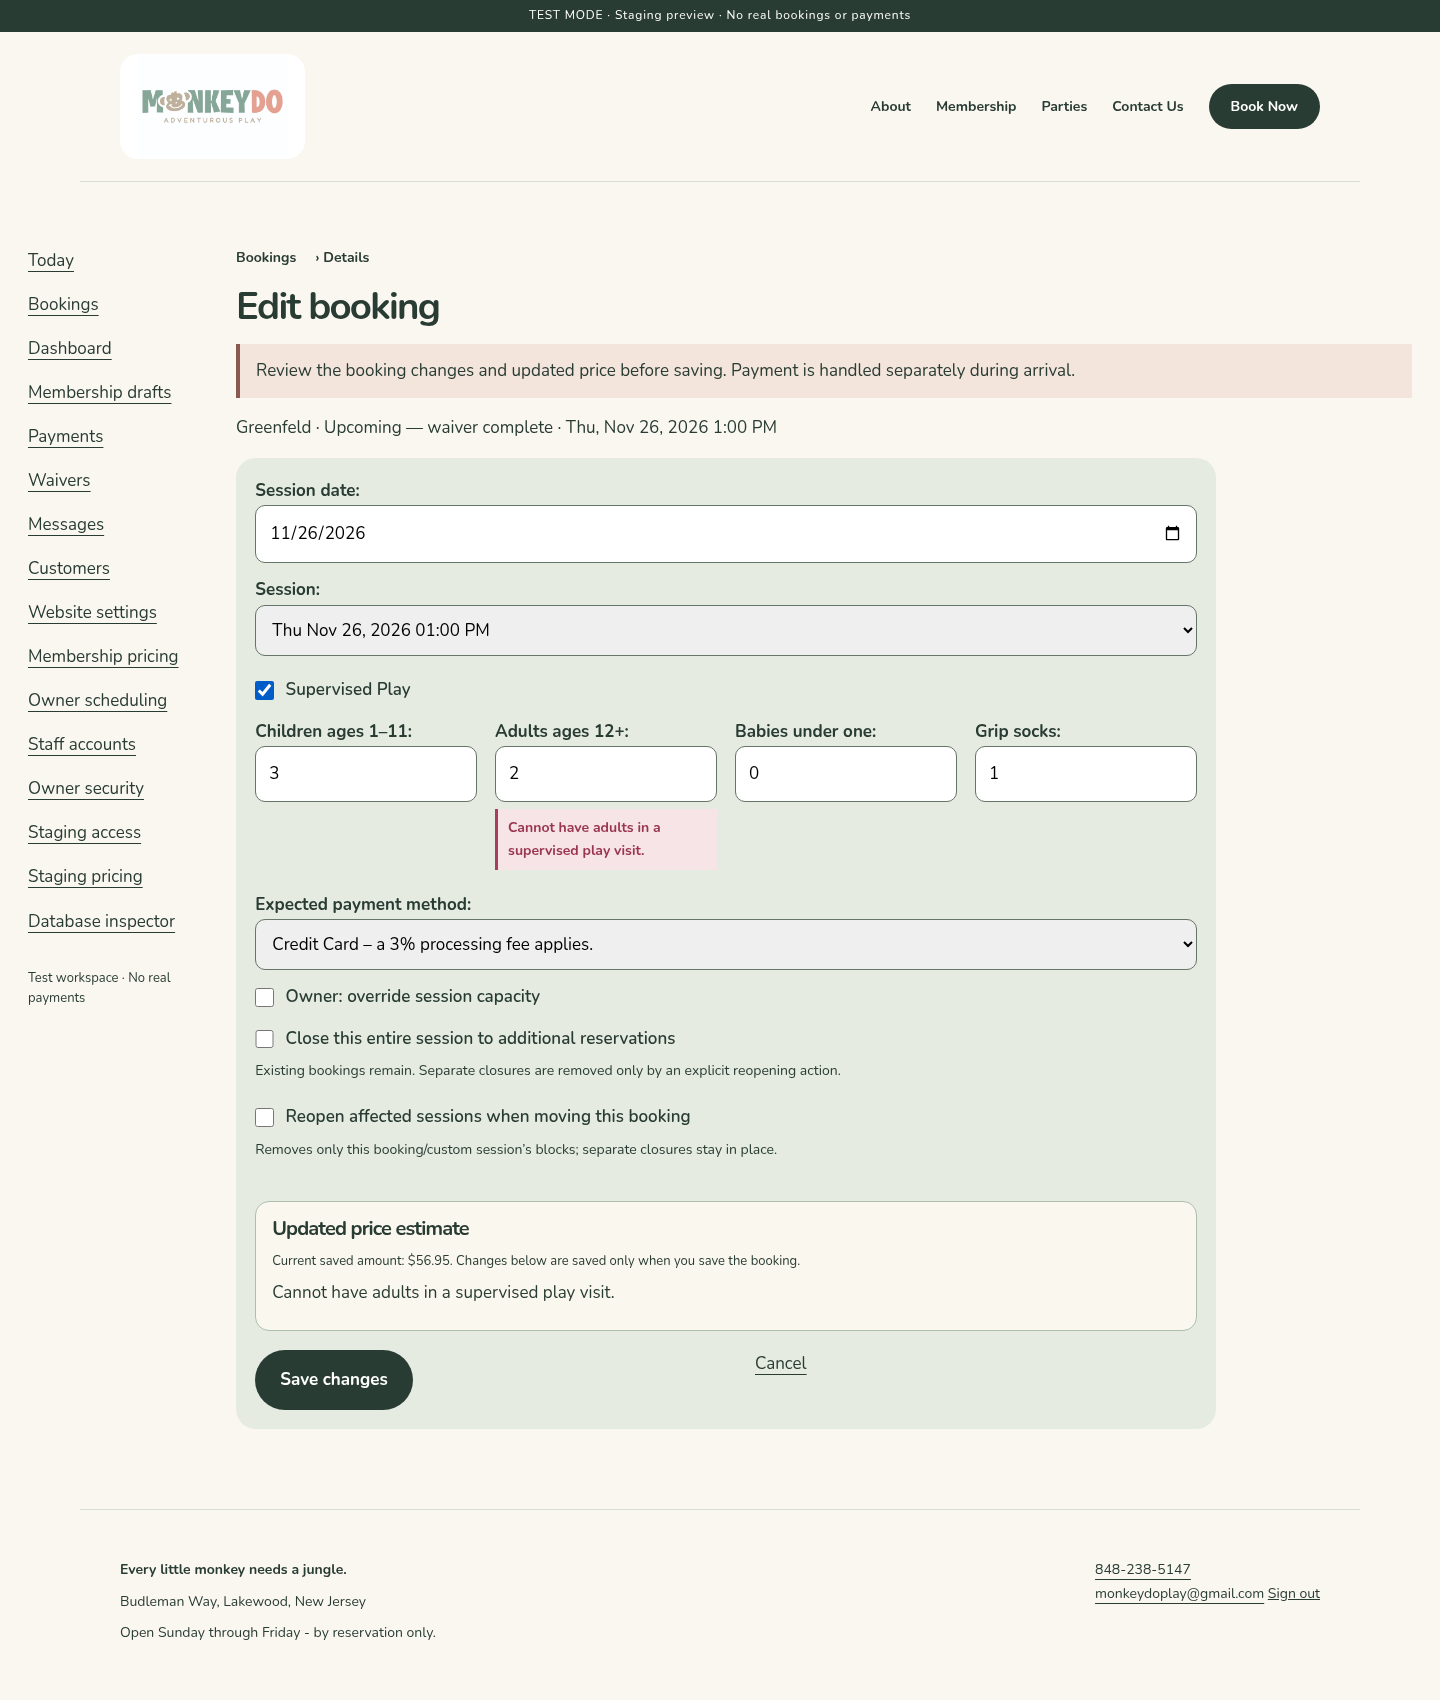 TEST MODE · Staging preview · No real bookings or payments
MONKEYDO
ADVENTUROUS PLAY
About Membership Parties Contact Us Book Now
Today
Bookings
Dashboard
Membership drafts
Payments
Waivers
Messages
Customers
Website settings
Membership pricing
Owner scheduling
Staff accounts
Owner security
Staging access
Staging pricing
Database inspector
Test workspace · No real
payments
Bookings › Details
Edit booking
Review the booking changes and updated price before saving. Payment is handled separately during arrival.
Greenfeld · Upcoming — waiver complete · Thu, Nov 26, 2026 1:00 PM
Session date:
11/26/2026
Session:
Thu Nov 26, 2026 01:00 PM
Supervised Play
Children ages 1–11: Adults ages 12+: Babies under one: Grip socks:
3 2 0 1
Cannot have adults in a
supervised play visit.
Expected payment method:
Credit Card – a 3% processing fee applies.
Owner: override session capacity
Close this entire session to additional reservations
Existing bookings remain. Separate closures are removed only by an explicit reopening action.
Reopen affected sessions when moving this booking
Removes only this booking/custom session’s blocks; separate closures stay in place.
Updated price estimate
Current saved amount: $56.95. Changes below are saved only when you save the booking.
Cannot have adults in a supervised play visit.
Save changes Cancel
Every little monkey needs a jungle.
Budleman Way, Lakewood, New Jersey
Open Sunday through Friday - by reservation only.
848-238-5147
monkeydoplay@gmail.com Sign out